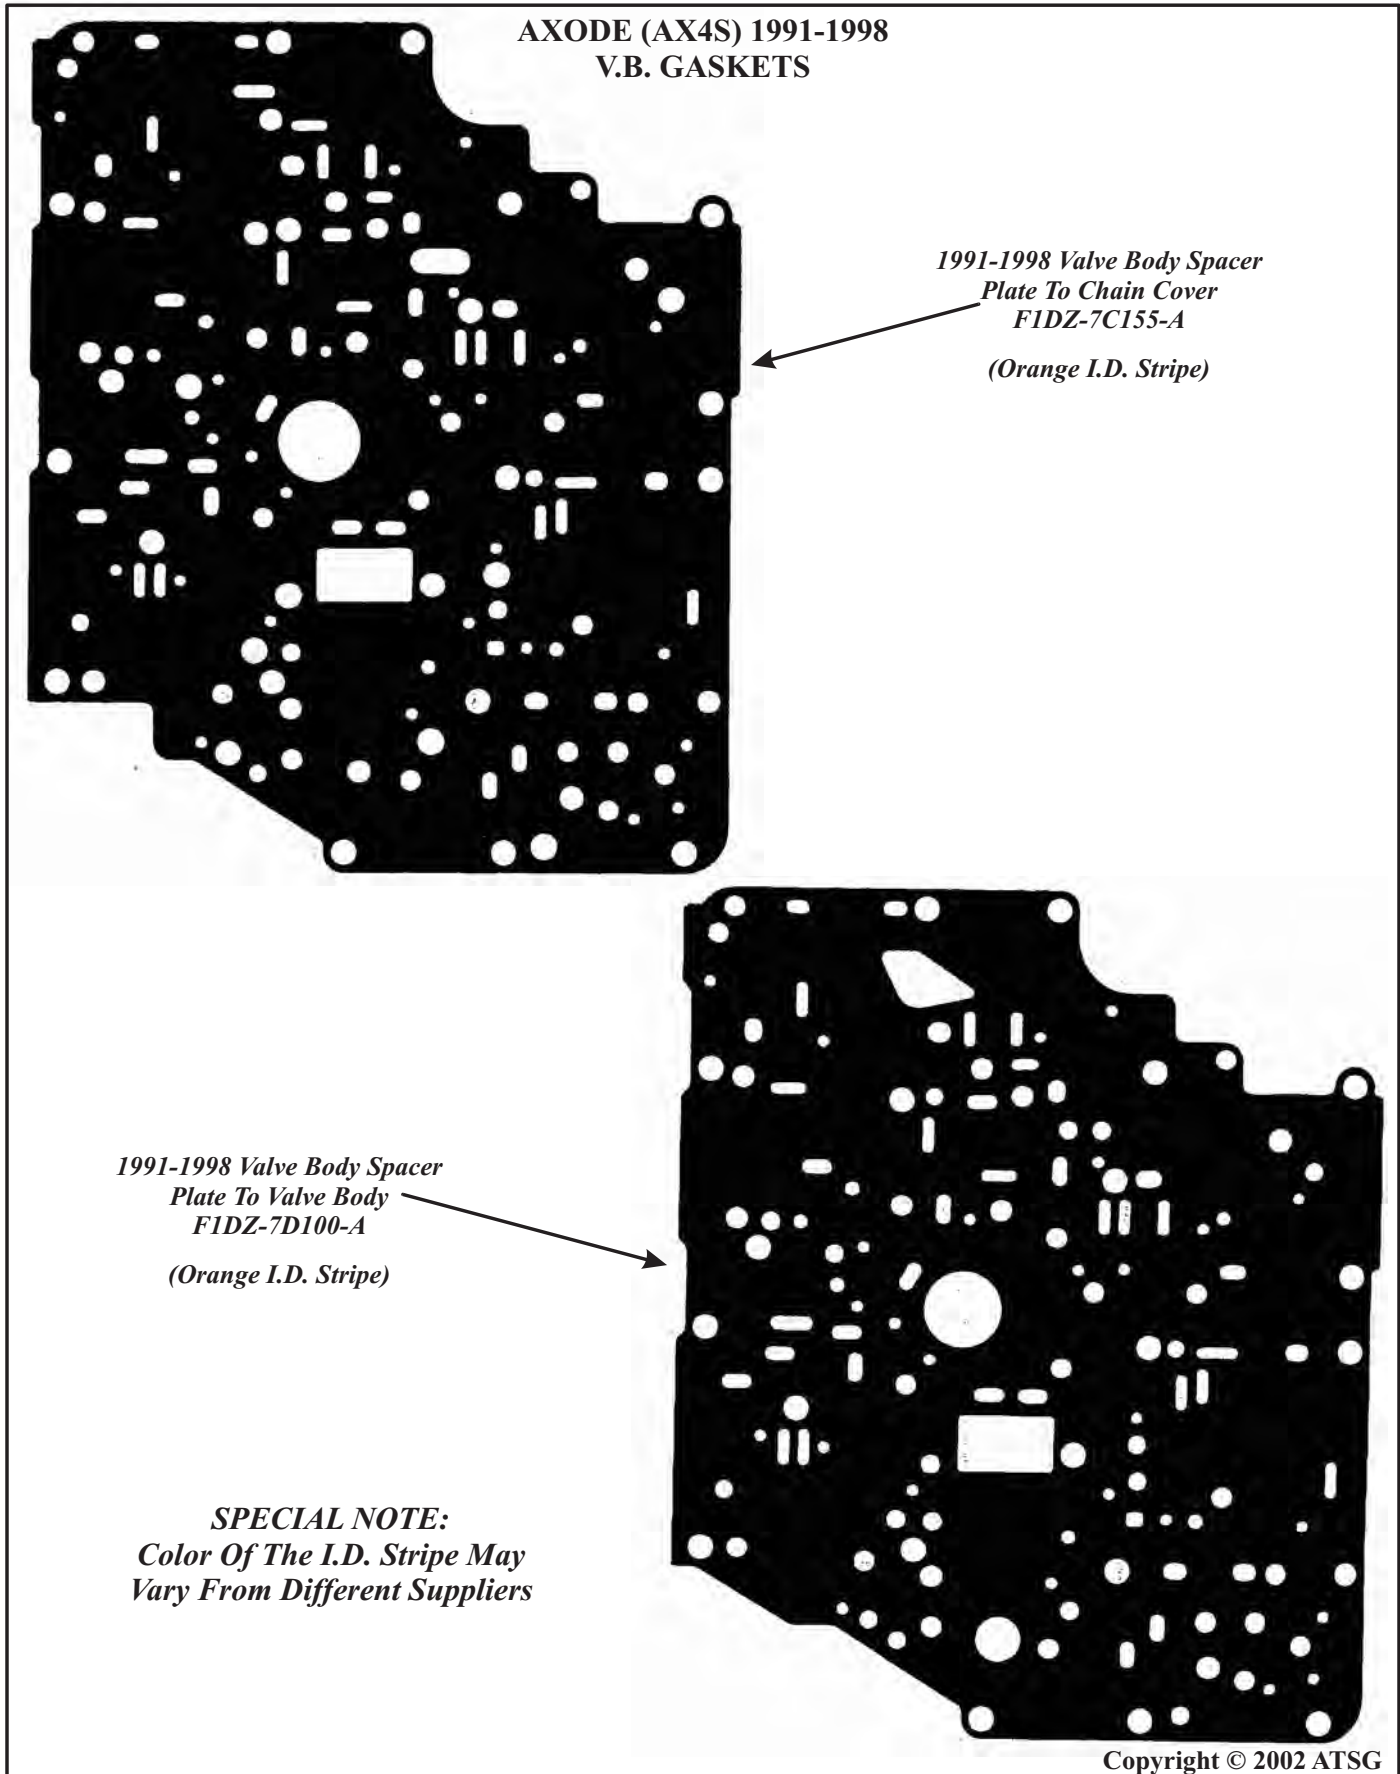 AXODE (AX4S) 1991-1998
V.B. GASKETS
1991-1998 Valve Body Spacer
Plate To Chain Cover
F1DZ-7C155-A
(Orange I.D. Stripe)
1991-1998 Valve Body Spacer
Plate To Valve Body
F1DZ-7D100-A
(Orange I.D. Stripe)
SPECIAL NOTE:
Color Of The I.D. Stripe May
Vary From Different Suppliers
Copyright © 2002 ATSG